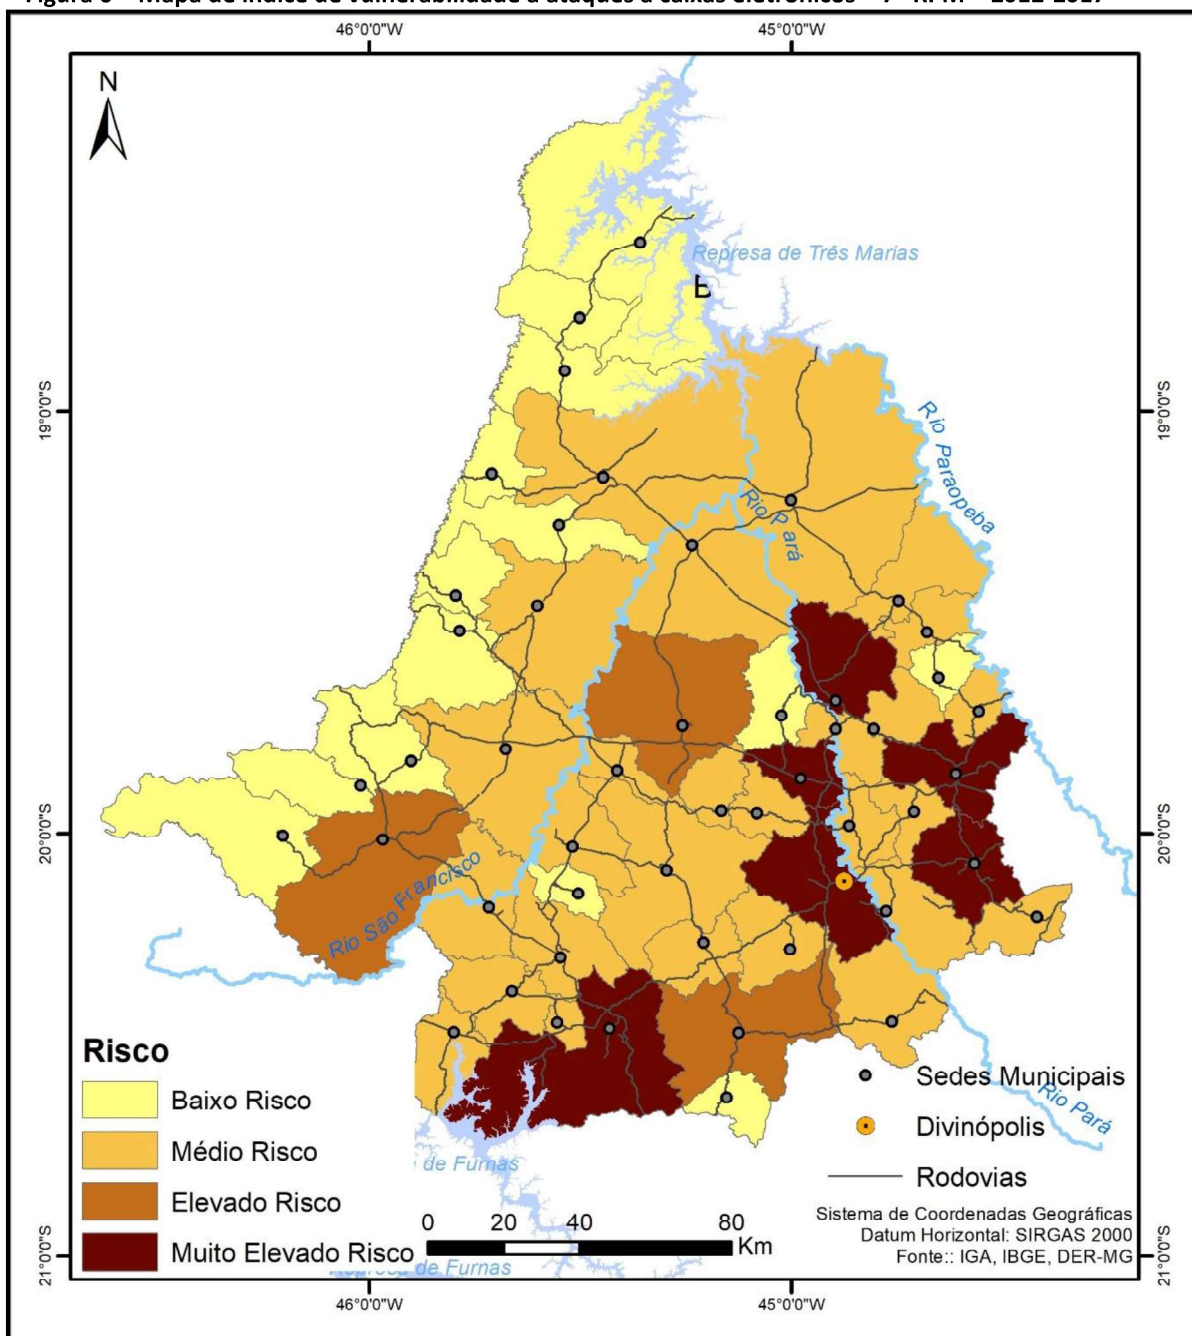 46°0'0"W 45°0'0"W
N
Represa de Três Marias
E
19°0'0"S 19°0'0"S
Rio Paraopeba
Rio Pará
20°0'0"S 20°0'0"S
Rio São Francisco
Risco
Baixo Risco
Médio Risco
Elevado Risco
Muito Elevado Risco
Sedes Municipais
Divinópolis
Rodovias
Rio Pará
de Furnas
0 20 40 80
Km
Sistema de Coordenadas Geográficas
Datum Horizontal: SIRGAS 2000
Fonte:: IGA, IBGE, DER-MG
de Furnas
21°0'0"S 21°0'0"S
46°0'0"W 45°0'0"W